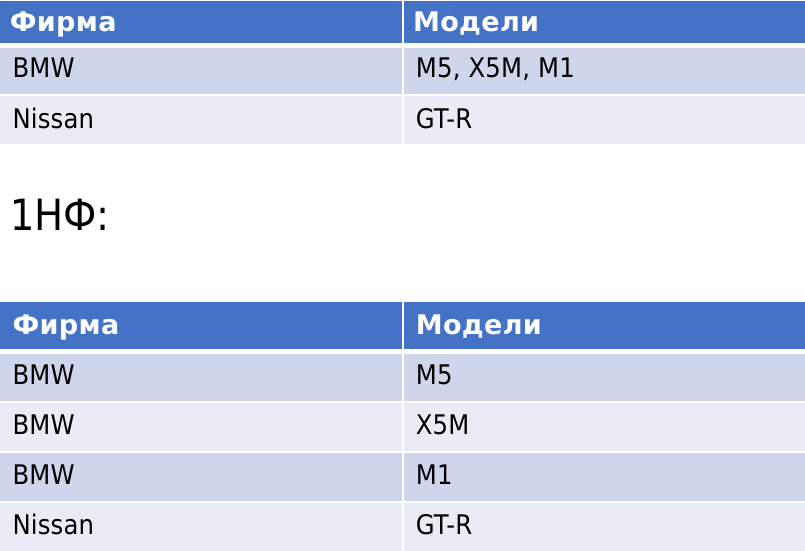 Фирма Модели
BMW M5, X5M, M1
Nissan GT-R
1НФ:
Фирма Модели
BMW M5
BMW X5M
BMW M1
Nissan GT-R